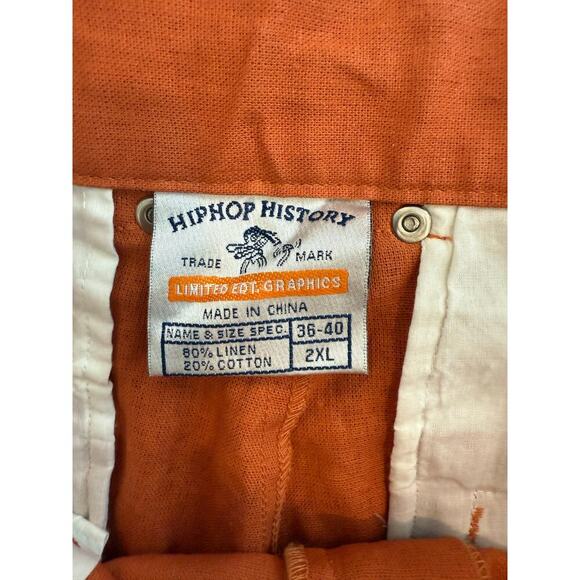 HIPHOP HISTORY
TRADE MARK
LIMITED EDT. GRAPHICS
MADE IN CHINA
NAME & SIZE SPEC. 36-40
80% LINEN 2XL
20% COTTON